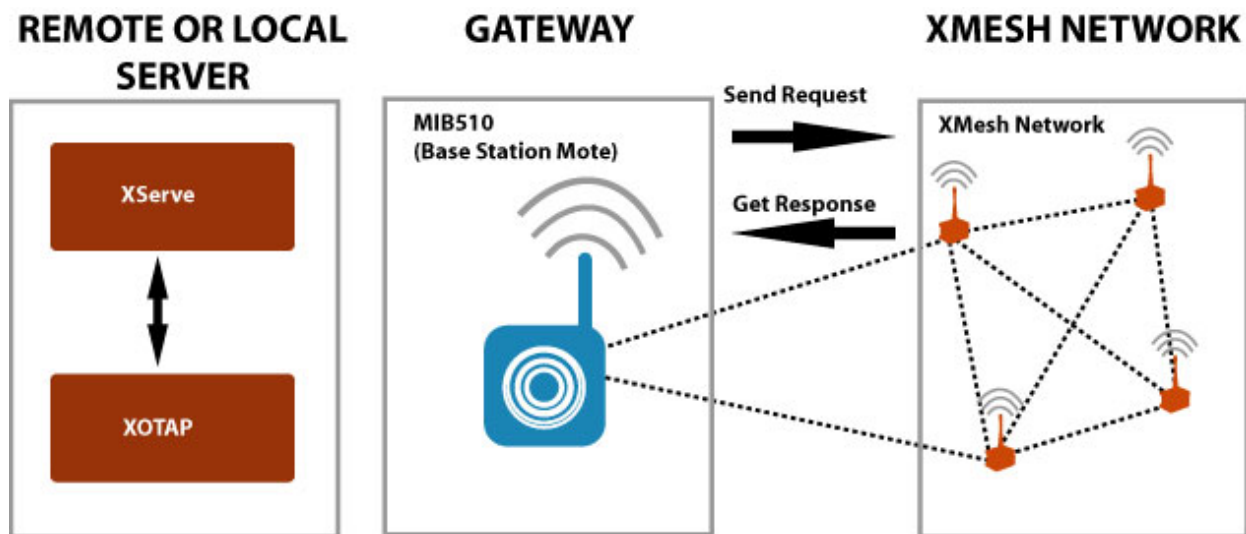 REMOTE OR LOCAL
SERVER
XServe
XOTAP
GATEWAY
MIB510
(Base Station Mote)
Send Request
Get Response
XMESH NETWORK
XMesh Network